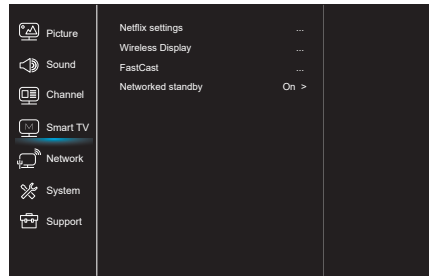 Picture
Sound
Channel
Smart TV
Network
System
Support
Netflix settings ...
Wireless Display ...
FastCast ...
Networked standby On >